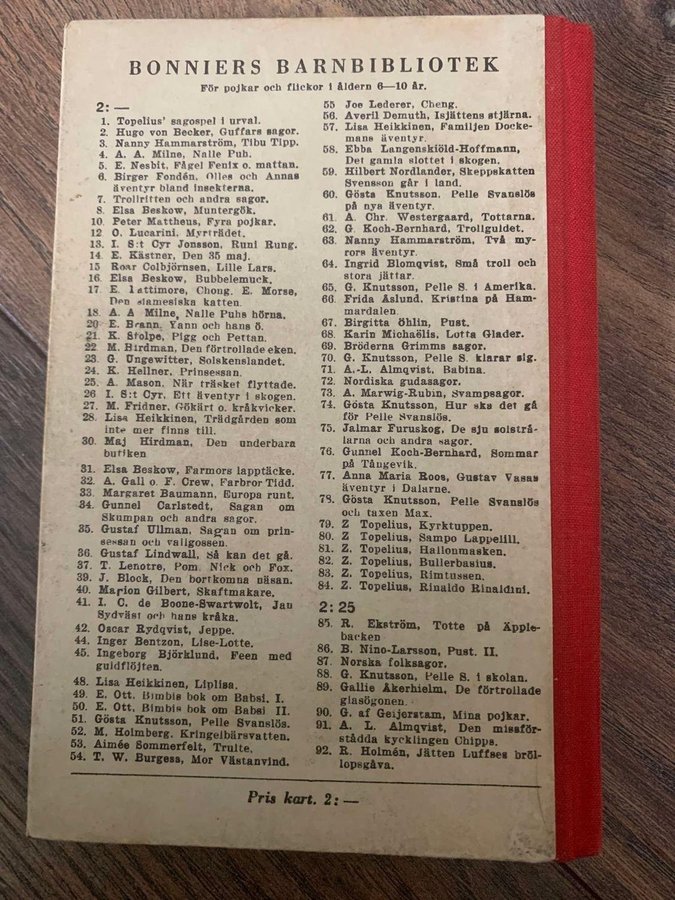 BONNIERS BARNBIBLIOTEK
För pojkar och flickor i åldern 6—10 år.
2: —
1. Topelius' sagospel i urval.
2. Hugo von Becker, Guffars sagor.
3. Nanny Hammarström, Tibu Tipp.
4. A. A. Milne, Nalle Puh.
5. E. Nesbit, Fågel Fenix o. mattan.
6. Birger Fondén, Olles och Annas
äventyr bland insekterna.
7. Trollritten och andra sagor.
8. Elsa Beskow, Muntergök.
10. Peter Mattheus, Fyra pojkar.
12 O. Lucarini, Myrträdet.
13. I. S:t Cyr Jonsson, Runi Rung.
14. E. Kästner, Den 35 maj.
15 Roar Colbjörnsen, Lille Lars.
16. Elsa Beskow, Bubbelemuck.
17. E. Lattimore, Chong. E. Morse,
Den siamesiska katten.
18. A. A Milne, Nalle Puhs hörna.
20 E. Brann. Yann och hans ö.
21. K. Stolpe, Pigg och Pettan.
22 M. Birdman, Den förtrollade eken.
23. G. Ungewitter, Solskenslandet.
24. K. Hellner, Prinsessan.
25. A. Mason, När träsket flyttade.
26 I. S:t Cyr. Ett äventyr i skogen.
27. M. Fridner, Gökärt o. kråkvicker.
28. Lisa Heikkinen, Trädgården som
inte mer finns till.
30. Maj Hirdman, Den underbara
butiken
31. Elsa Beskow, Farmors lapptäcke.
32. A. Gall o. F. Crew, Farbror Tidd.
33. Margaret Baumann, Europa runt.
34. Gunnel Carlstedt, Sagan om
Skumpan och andra sagor.
35. Gustaf Ullman, Sagan om prin-
sessan och vallgossen.
36. Gustaf Lindwall, Så kan det gå.
37. T. Lenotre, Pom, Nick och Fox.
39. J. Block, Den bortkomna näsan.
40. Marion Gilbert, Skaftmakare.
41. I. C. de Boone-Swartwolt, Jan
Sydväst och hans kråka.
42. Oscar Rydqvist, Jeppe.
44. Inger Bentzon, Lise-Lotte.
45. Ingeborg Björklund, Feen med
guldflöjten.
48. Lisa Heikkinen, Liplisa.
49. E. Ott. Bimbis bok om Babsi. I.
50. E. Ott, Bimbis bok om Babsi II.
51. Gösta Knutsson, Pelle Svanslös.
52. M. Holmberg. Kringelbärsvatten.
53. Aimée Sommerfelt, Trulte.
54. T. W. Burgess, Mor Västanvind.
55 Joe Lederer, Cheng.
56. Averil Demuth, Isjättens stjärna.
57. Lisa Heikkinen, Familjen Docke-
mans äventyr.
58. Ebba Langenskiöld-Hoffmann,
Det gamla slottet i skogen.
59. Hilbert Nordlander, Skeppskatten
Svensson går i land.
60. Gösta Knutsson. Pelle Svanslös
på nya äventyr.
61. A. Chr. Westergaard, Tottarna.
62. G. Koch-Bernhard, Trollguldet.
63. Nanny Hammarström, Två my-
rors äventyr.
64. Ingrid Blomqvist, Små troll och
stora jättar.
65. G. Knutsson, Pelle S. i Amerika.
66. Frida Åslund. Kristina på Ham-
mardalen.
67. Birgitta Öhlin, Pust.
68. Karin Michaëlis, Lotta Glader.
69. Bröderna Grimms sagor.
70. G. Knutsson, Pelle S. klarar sig.
71. A.-L. Almqvist, Babina.
72. Nordiska gudasagor.
73. A. Marwig-Rubin, Svampsagor.
74. Gösta Knutsson, Hur ska det gå
för Pelle Svanslös.
75. Jalmar Furuskog, De sju solstrå-
larna och andra sagor.
76. Gunnel Koch-Bernhard, Sommar
på Tångevik.
77. Anna Maria Roos, Gustav Vasas
äventyr i Dalarne.
78. Gösta Knutsson, Pelle Svanslös
och taxen Max.
79. Z Topelius, Kyrktuppen.
80. Z Topelius, Sampo Lappelill.
81. Z. Topelius, Hallonmasken.
82. Z. Topelius, Bullerbasius.
83. Z. Topelius, Rimtussen.
84. Z. Topelius, Rinaldo Rinaldini.
2: 25
85. R. Ekström, Totte på Äpple-
backen
86. B. Nino-Larsson, Pust. II.
87. Norska folksagor.
88. G. Knutsson, Pelle S. i skolan.
89. Gallie Åkerhielm, De förtrollade
glasögonen.
90. G. af Geijerstam, Mina pojkar.
91. A. L. Almqvist, Den missför-
stådda kycklingen Chipps.
92. R. Holmén, Jätten Luffses bröl-
lopsgåva.
Pris kart. 2: —